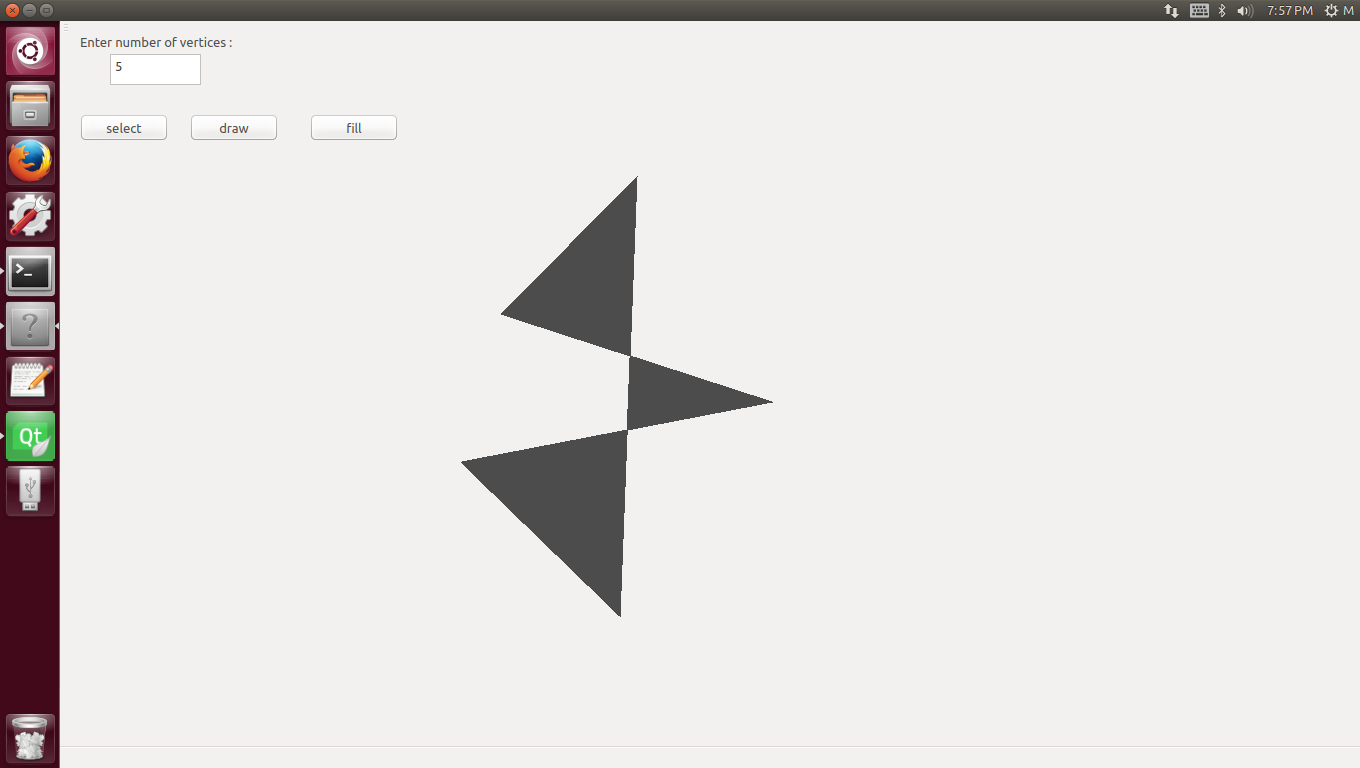 7:57 PM M
Enter number of vertices :
5
select draw fill
>_
?
Qt